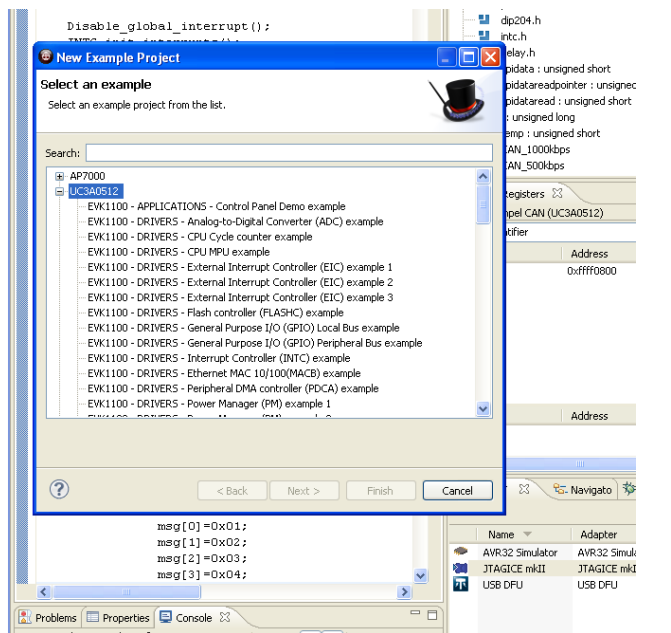 Disable_global_interrupt();
dip204.h
intc.h
New Example Project
elay.h
Select an example
pidata : unsigned short
Select an example project from the list.
pidatareadpointer : unsigned
pidataread : unsigned short
: unsigned long
emp : unsigned short
Search:
AN_1000kbps
AN_500kbps
AP7000
UC3A0512
egisters
EVK1100 - APPLICATIONS - Control Panel Demo example
mpel CAN (UC3A0512)
EVK1100 - DRIVERS - Analog-to-Digital Converter (ADC) example
EVK1100 - DRIVERS - CPU Cycle counter example
tifier
EVK1100 - DRIVERS - CPU MPU example
Address
EVK1100 - DRIVERS - External Interrupt Controller (EIC) example 1
0xffff0800
EVK1100 - DRIVERS - External Interrupt Controller (EIC) example 2
EVK1100 - DRIVERS - External Interrupt Controller (EIC) example 3
EVK1100 - DRIVERS - Flash controller (FLASHC) example
EVK1100 - DRIVERS - General Purpose I/O (GPIO) Local Bus example
EVK1100 - DRIVERS - General Purpose I/O (GPIO) Peripheral Bus example
EVK1100 - DRIVERS - Interrupt Controller (INTC) example
EVK1100 - DRIVERS - Ethernet MAC 10/100(MACB) example
EVK1100 - DRIVERS - Peripheral DMA controller (PDCA) example
EVK1100 - DRIVERS - Power Manager (PM) example 1
Address
< Back Next > Finish Cancel
Navigato
msg[0]=0x01;
msg[1]=0x02;
Name Adapter
msg[2]=0x03;
AVR32 Simulator AVR32 Simula
msg[3]=0x04;
JTAGICE mkII JTAGICE mkI
USB DFU USB DFU
Problems Properties Console